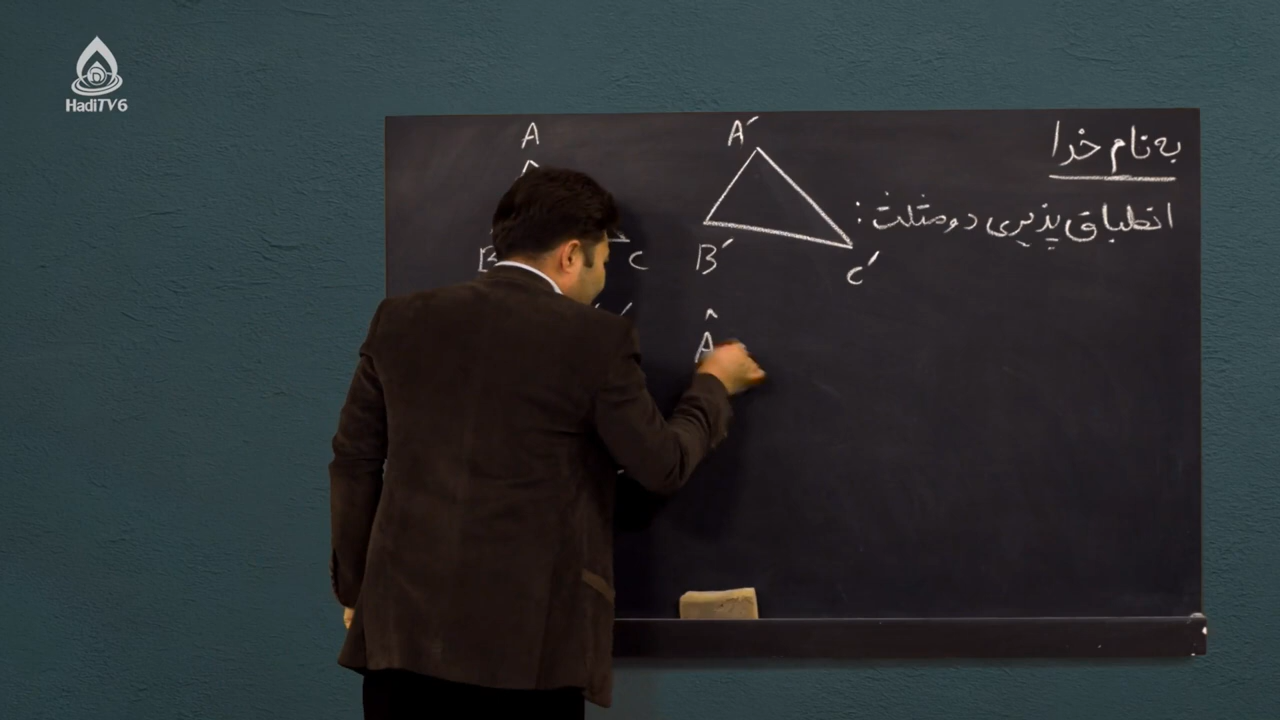 HadiTV6
به نام خدا
انطباق پذیری دو مثلث:
A
A′
C
B′
C′
Â